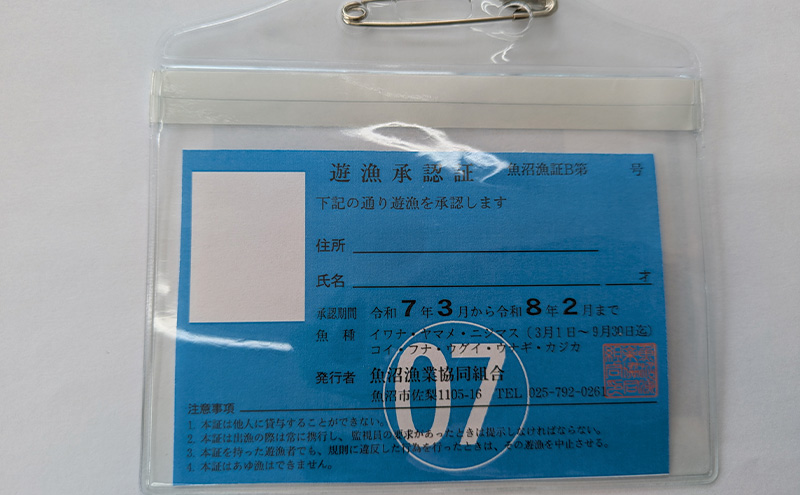 遊漁承認証 魚沼漁証B第 号
下記の通り遊漁を承認します
住所
氏名 才
承認期間 令和7年3月から令和8年2月まで
魚種 イワナ・ヤマメ・ニジマス〔3月1日~9月30日迄〕
コイ・フナ・ウグイ・ウナギ・カジカ
発行者 魚沼漁業協同組合
魚沼市佐梨1105-16 TEL 025-792-0261
07
注意事項
1. 本証は他人に貸与することができない。
2. 本証は出漁の際は常に携行し、監視員の要求があったときは提示しなければならない。
3. 本証を持った遊漁者でも、規則に違反した行為を行ったときは、その遊漁を中止させる。
4. 本証はあゆ漁はできません。